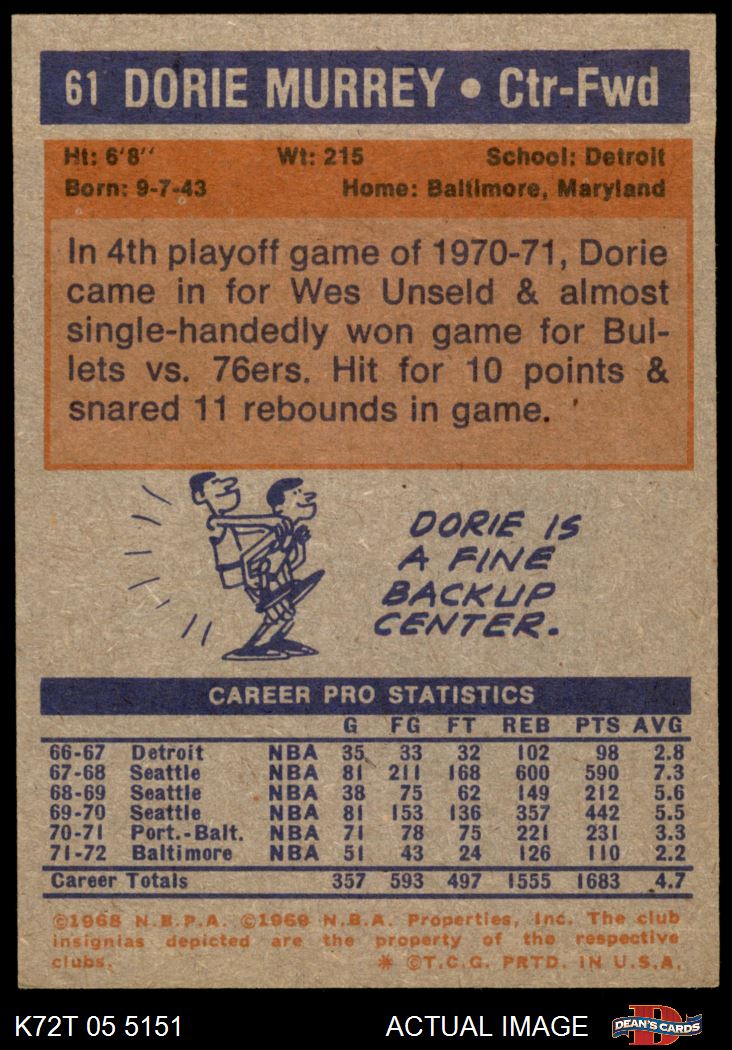 61 DORIE MURREY • Ctr-Fwd
Ht: 6'8'' Wt: 215 School: Detroit
Born: 9-7-43 Home: Baltimore, Maryland
In 4th playoff game of 1970-71, Dorie
came in for Wes Unseld & almost
single-handedly won game for Bul-
lets vs. 76ers. Hit for 10 points &
snared 11 rebounds in game.
DORIE IS
A FINE
BACKUP
CENTER.
CAREER PRO STATISTICS
G FG FT REB PTS AVG
66-67 Detroit NBA 35 33 32 102 98 2.8
67-68 Seattle NBA 81 211 168 600 590 7.3
68-69 Seattle NBA 38 75 62 149 212 5.6
69-70 Seattle NBA 81 153 136 357 442 5.5
70-71 Port.-Balt. NBA 71 78 75 221 231 3.3
71-72 Baltimore NBA 51 43 24 126 110 2.2
Career Totals 357 593 497 1555 1683 4.7
©1968 N.B.P.A. ©1968 N.B.A. Properties, Inc. The club
insignias depicted are the property of the respective
clubs. * ©T.C.G. PRTD. IN U.S.A.
K72T 05 5151 ACTUAL IMAGE D DEAN'S CARDS